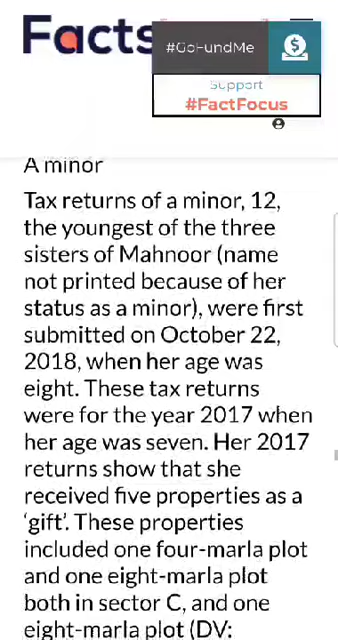 Facts
#GoFundMe
Support
#FactFocus
A minor
Tax returns of a minor, 12,
the youngest of the three
sisters of Mahnoor (name
not printed because of her
status as a minor), were first
submitted on October 22,
2018, when her age was
eight. These tax returns
were for the year 2017 when
her age was seven. Her 2017
returns show that she
received five properties as a
‘gift’. These properties
included one four-marla plot
and one eight-marla plot
both in sector C, and one
eight-marla plot (DV: